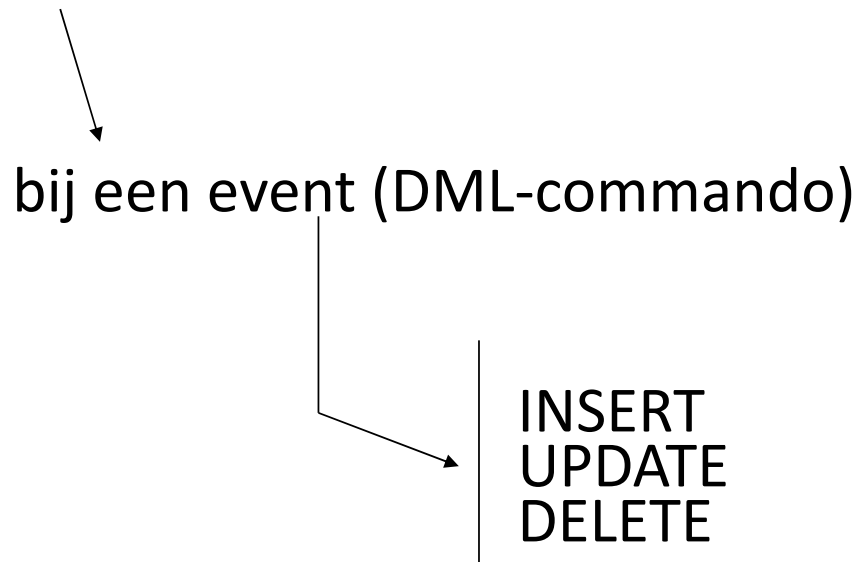 bij een event (DML-commando)
INSERT
UPDATE
DELETE